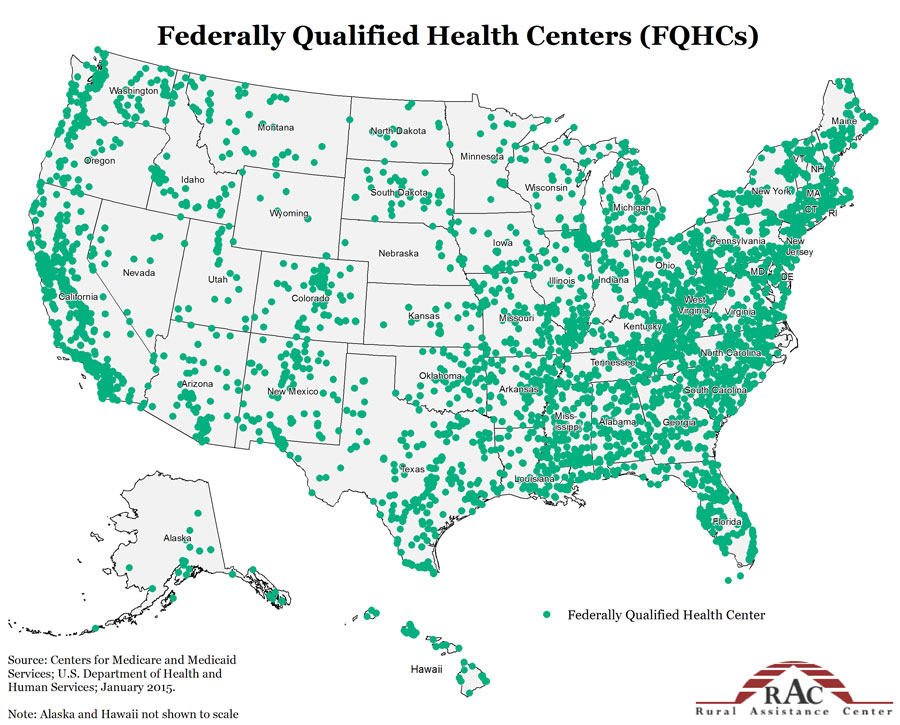 Federally Qualified Health Centers (FQHCs)
Washington
Oregon
Idaho
Montana
North Dakota
South Dakota
Minnesota
Wisconsin
Michigan
Maine
VT
NH
New York
MA
CT
RI
Wyoming
Nebraska
Iowa
Nevada
Utah
Colorado
California
Kansas
Missouri
Illinois
Indiana
Ohio
Pennsylvania
New
Jersey
MD
DE
West
Virginia
Virginia
Kentucky
North Carolina
Tennessee
South Carolina
Arizona
New Mexico
Oklahoma
Arkansas
Miss-
issippi
Alabama
Georgia
Texas
Louisiana
Florida
Alaska
Hawaii
Federally Qualified Health Center
Source: Centers for Medicare and Medicaid
Services; U.S. Department of Health and
Human Services; January 2015.
Note: Alaska and Hawaii not shown to scale
RAC
Rural Assistance Center